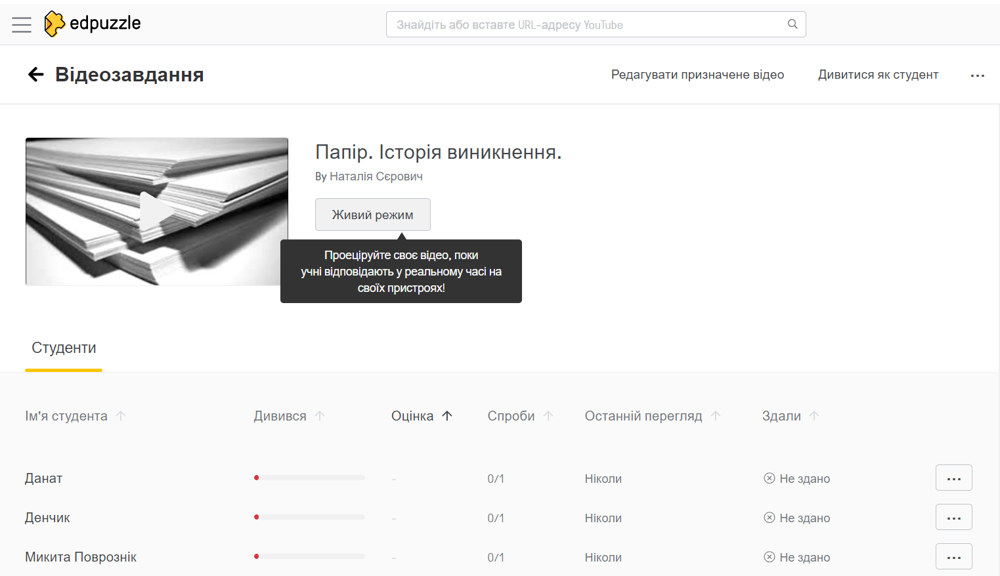 edpuzzle
Знайдіть або вставте URL-адресу YouTube
Відеозавдання
Редагувати призначене відео
Дивитися як студент
...
Папір. Історія виникнення.
By Наталія Сєрович
Живий режим
Проеціруйте своє відео, поки
учні відповідають у реальному часі на
своїх пристроях!
Студенти
Ім'я студента Дивився Оцінка Спроби Останній перегляд Здали
Данат - 0/1 Ніколи Не здано ...
Денчик - 0/1 Ніколи Не здано ...
Микита Поврознік - 0/1 Ніколи Не здано ...